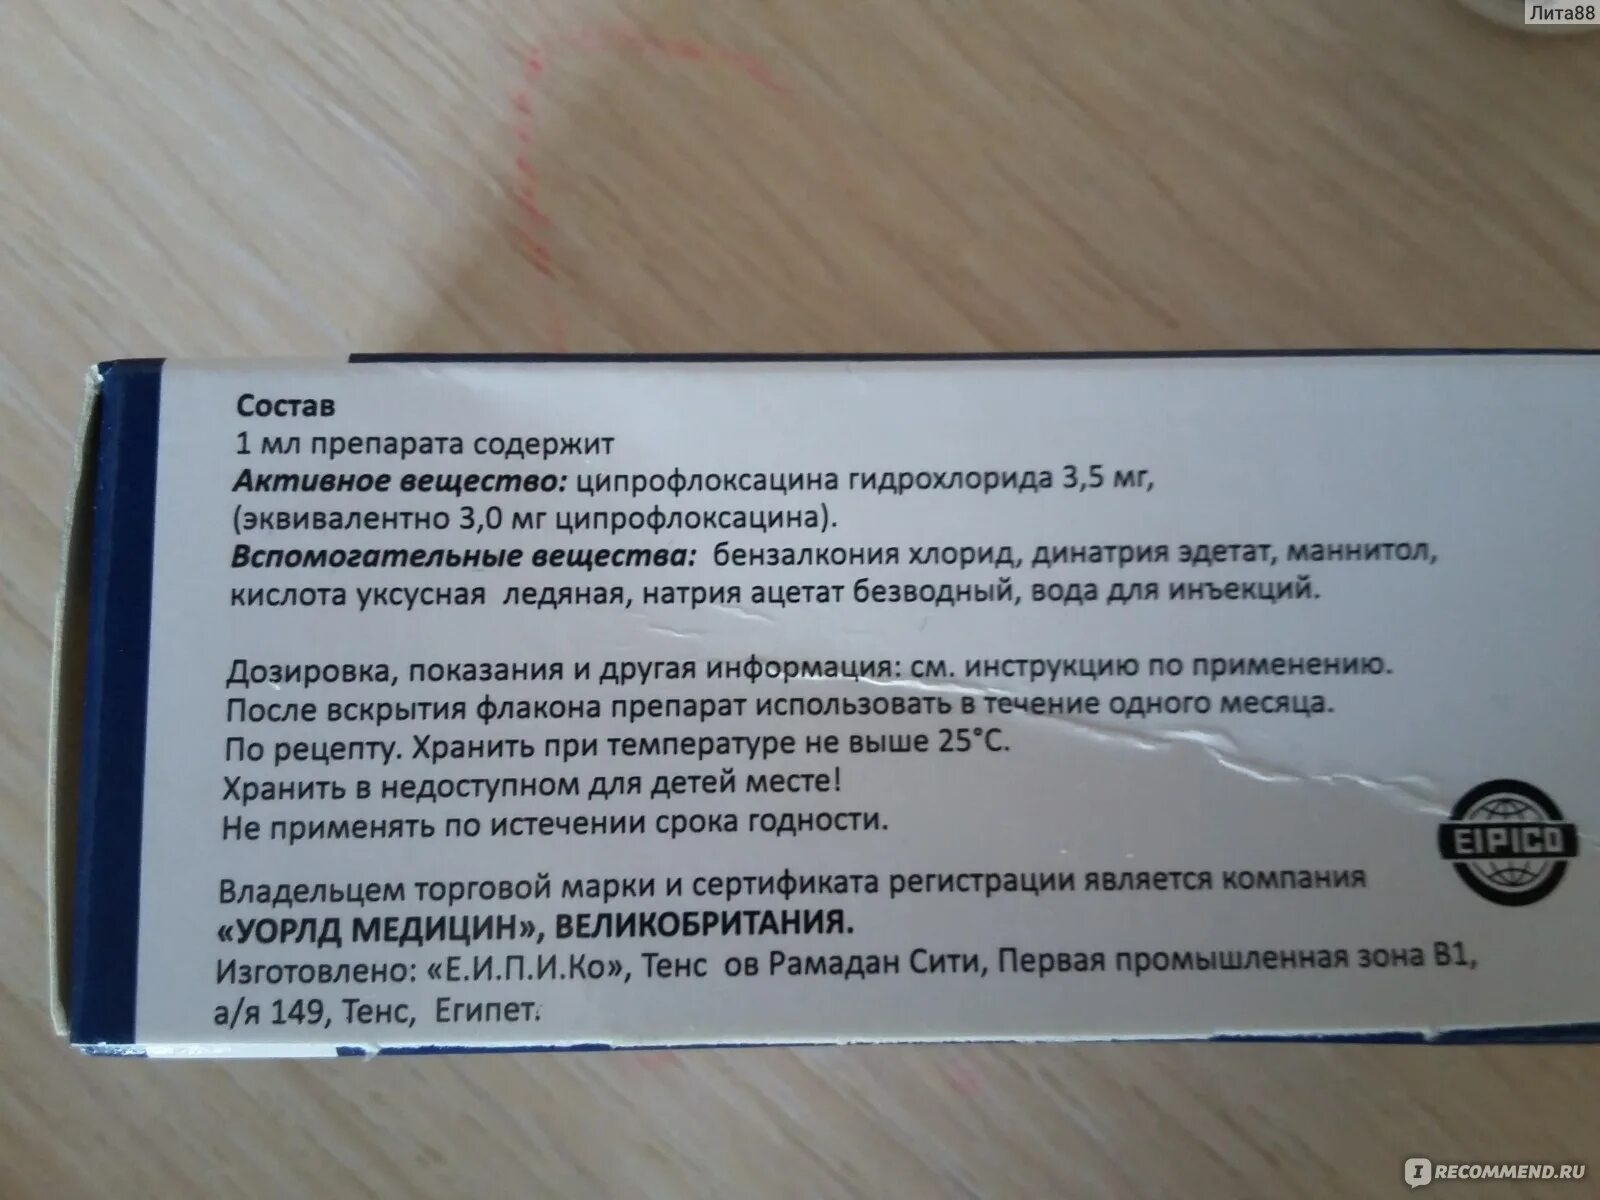 Лита88
Состав
1 мл препарата содержит
Активное вещество: ципрофлоксацина гидрохлорида 3,5 мг,
(эквивалентно 3,0 мг ципрофлоксацина).
Вспомогательные вещества: бензалкония хлорид, динатрия эдетат, маннитол,
кислота уксусная ледяная, натрия ацетат безводный, вода для инъекций.
Дозировка, показания и другая информация: см. инструкцию по применению.
После вскрытия флакона препарат использовать в течение одного месяца.
По рецепту. Хранить при температуре не выше 25°C.
Хранить в недоступном для детей месте!
Не применять по истечении срока годности.
EIPICO
Владельцем торговой марки и сертификата регистрации является компания
«УОРЛД МЕДИЦИН», ВЕЛИКОБРИТАНИЯ.
Изготовлено: «Е.И.П.И.Ко», Тенс ов Рамадан Сити, Первая промышленная зона В1,
а/я 149, Тенс, Египет.
IRECOMMEND.RU